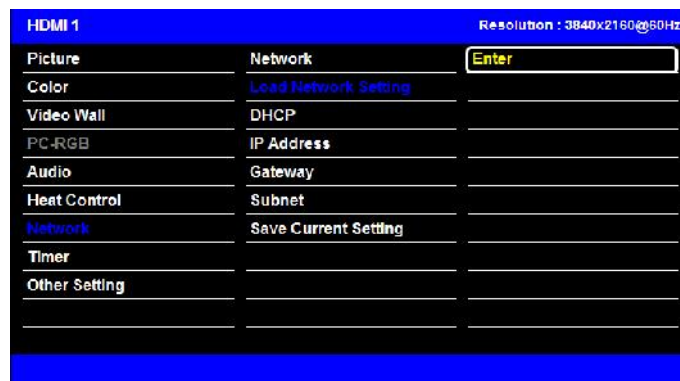 HDMI 1 Resolution : 3840x2160@60Hz
Picture Network Enter
Color Load Network Setting
Video Wall DHCP
PC-RGB IP Address
Audio Gateway
Heat Control Subnet
Network Save Current Setting
Timer
Other Setting